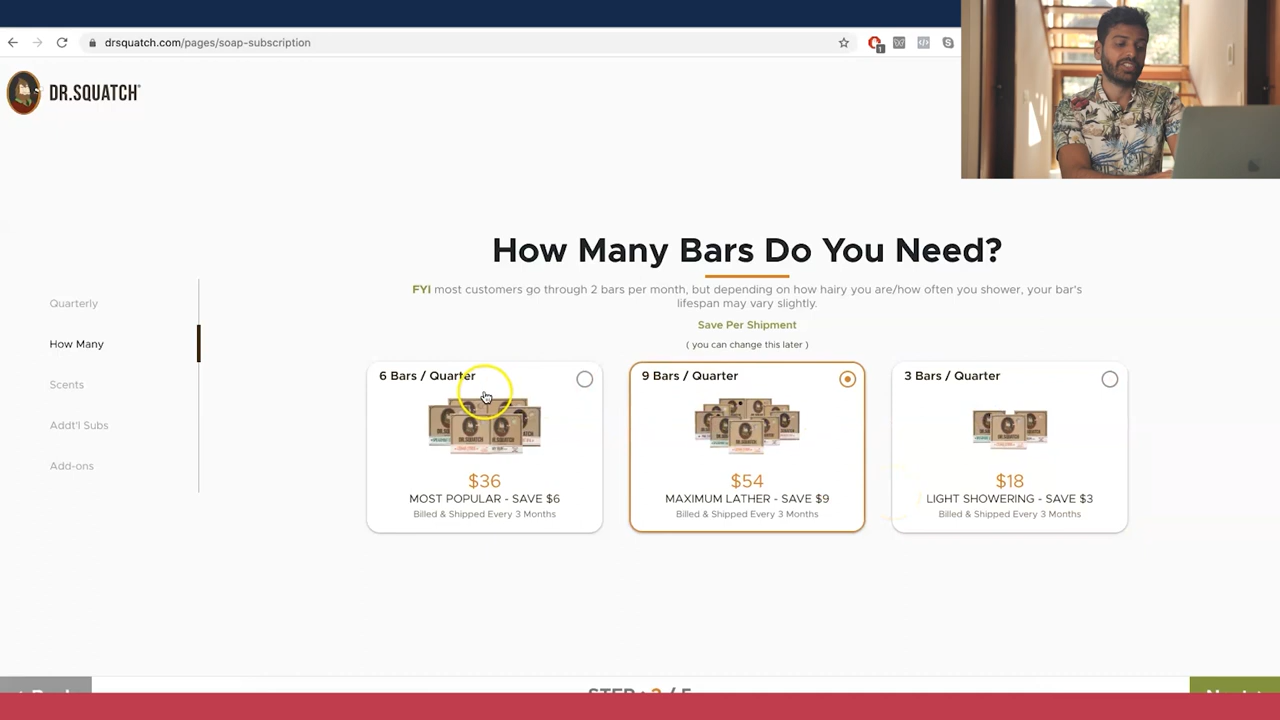 drsquatch.com/pages/soap-subscription
DR.SQUATCH
How Many Bars Do You Need?
FYI most customers go through 2 bars per month, but depending on how hairy you are/how often you shower, your bar's
lifespan may vary slightly.
Save Per Shipment
( you can change this later )
Quarterly
How Many
Scents
Addt'l Subs
Add-ons
6 Bars / Quarter
$36
MOST POPULAR - SAVE $6
Billed & Shipped Every 3 Months
9 Bars / Quarter
$54
MAXIMUM LATHER - SAVE $9
Billed & Shipped Every 3 Months
3 Bars / Quarter
$18
LIGHT SHOWERING - SAVE $3
Billed & Shipped Every 3 Months